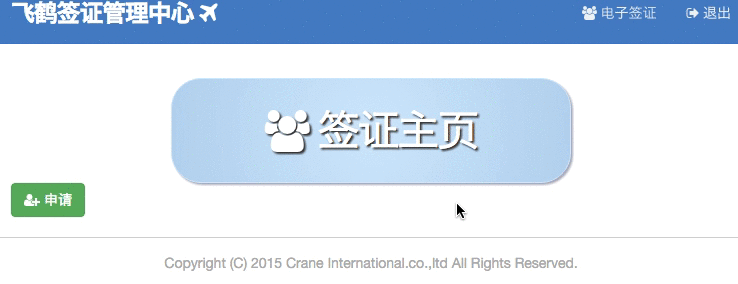 飞鹤签证管理中心
电子签证
退出
签证主页
申请
Copyright (C) 2015 Crane International.co.,ltd All Rights Reserved.